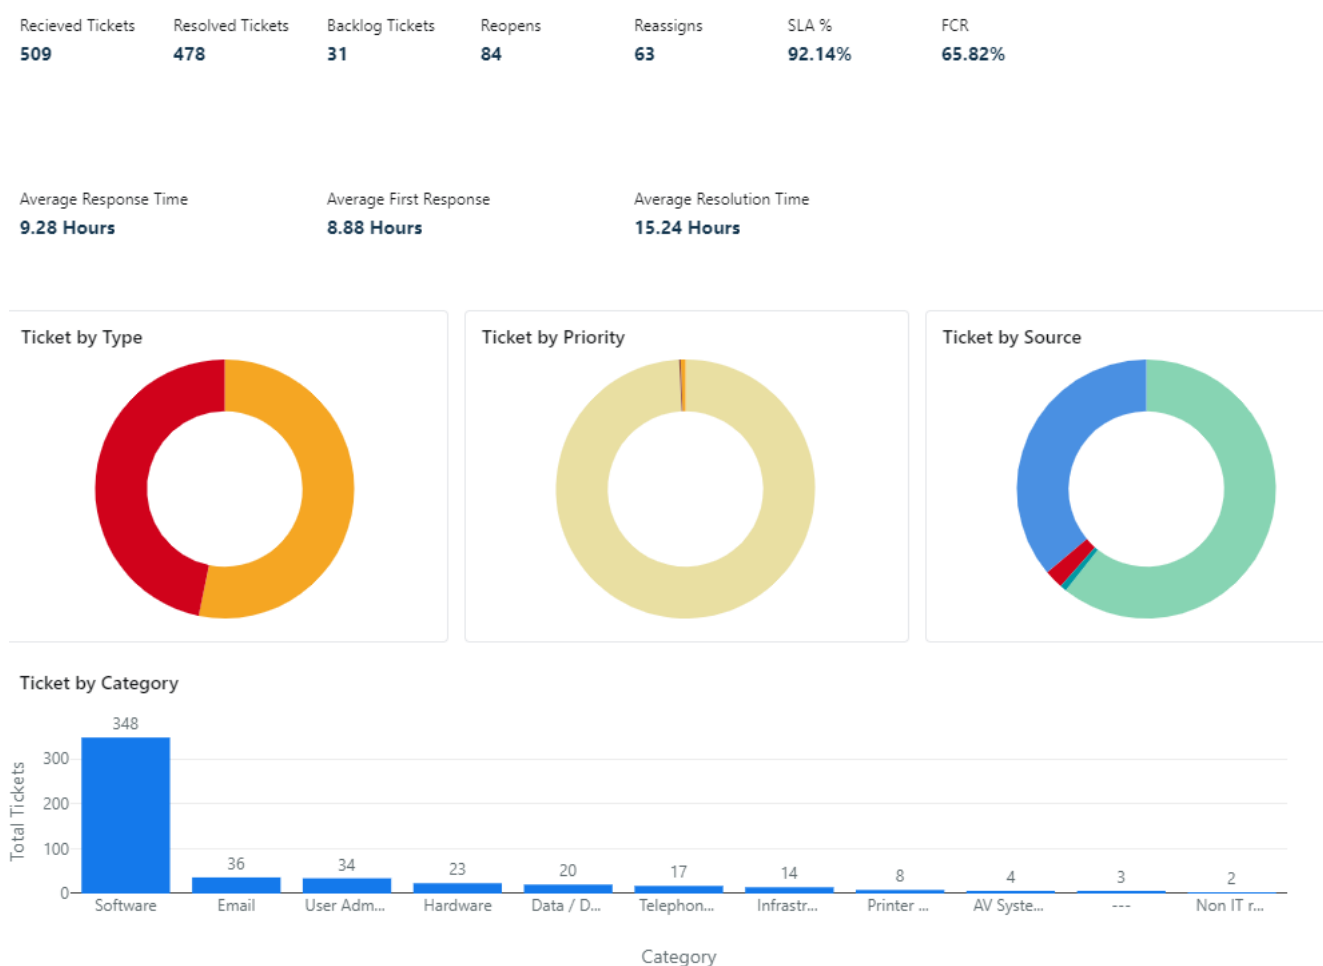 Recieved Tickets Resolved Tickets Backlog Tickets Reopens Reassigns SLA % FCR
509 478 31 84 63 92.14% 65.82%
Average Response Time Average First Response Average Resolution Time
9.28 Hours 8.88 Hours 15.24 Hours
Ticket by Type Ticket by Priority Ticket by Source
Ticket by Category
348
300
200
100
0
36 34 23 20 17 14 8 4 3 2
Software Email User Adm... Hardware Data / D... Telephon... Infrastr... Printer ... AV Syste... --- Non IT r...
Total Tickets
Category